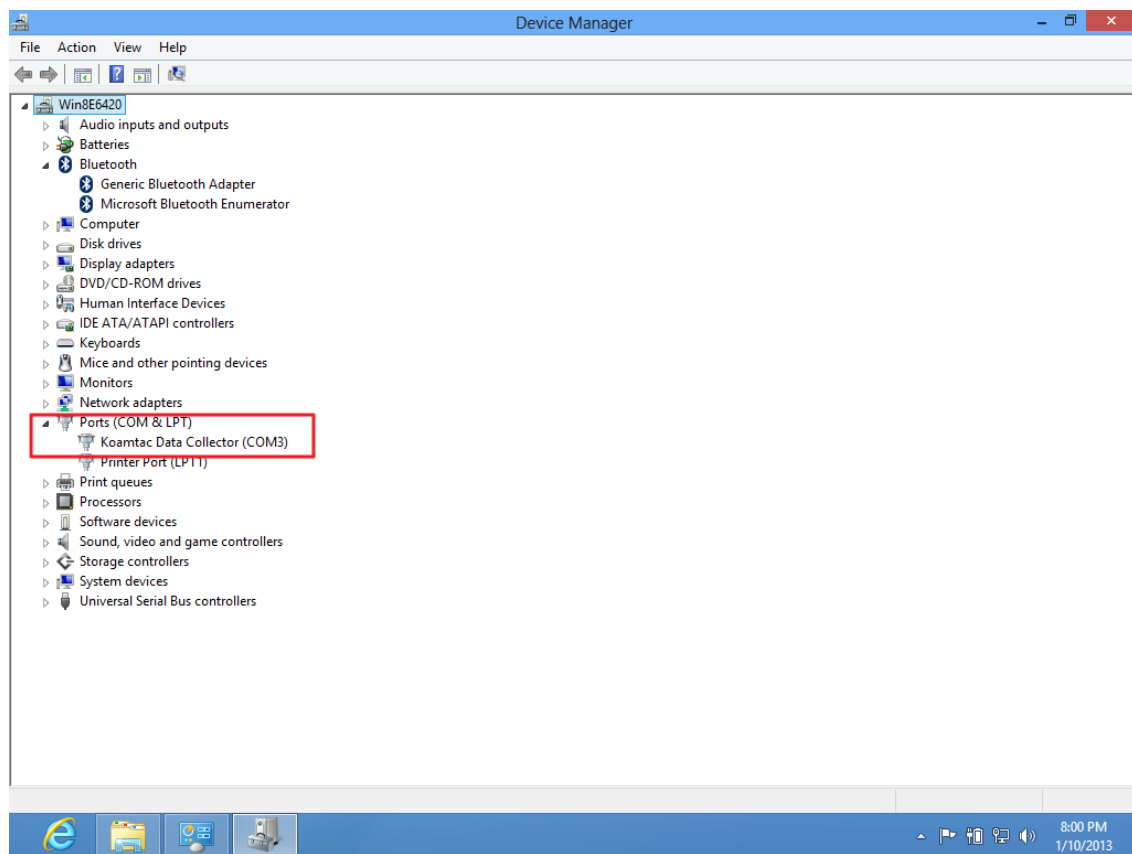 Device Manager
File Action View Help
Win8E6420
Audio inputs and outputs
Batteries
Bluetooth
Generic Bluetooth Adapter
Microsoft Bluetooth Enumerator
Computer
Disk drives
Display adapters
DVD/CD-ROM drives
Human Interface Devices
IDE ATA/ATAPI controllers
Keyboards
Mice and other pointing devices
Monitors
Network adapters
Ports (COM & LPT)
Koamtac Data Collector (COM3)
Printer Port (LPT1)
Print queues
Processors
Software devices
Sound, video and game controllers
Storage controllers
System devices
Universal Serial Bus controllers
8:00 PM
1/10/2013